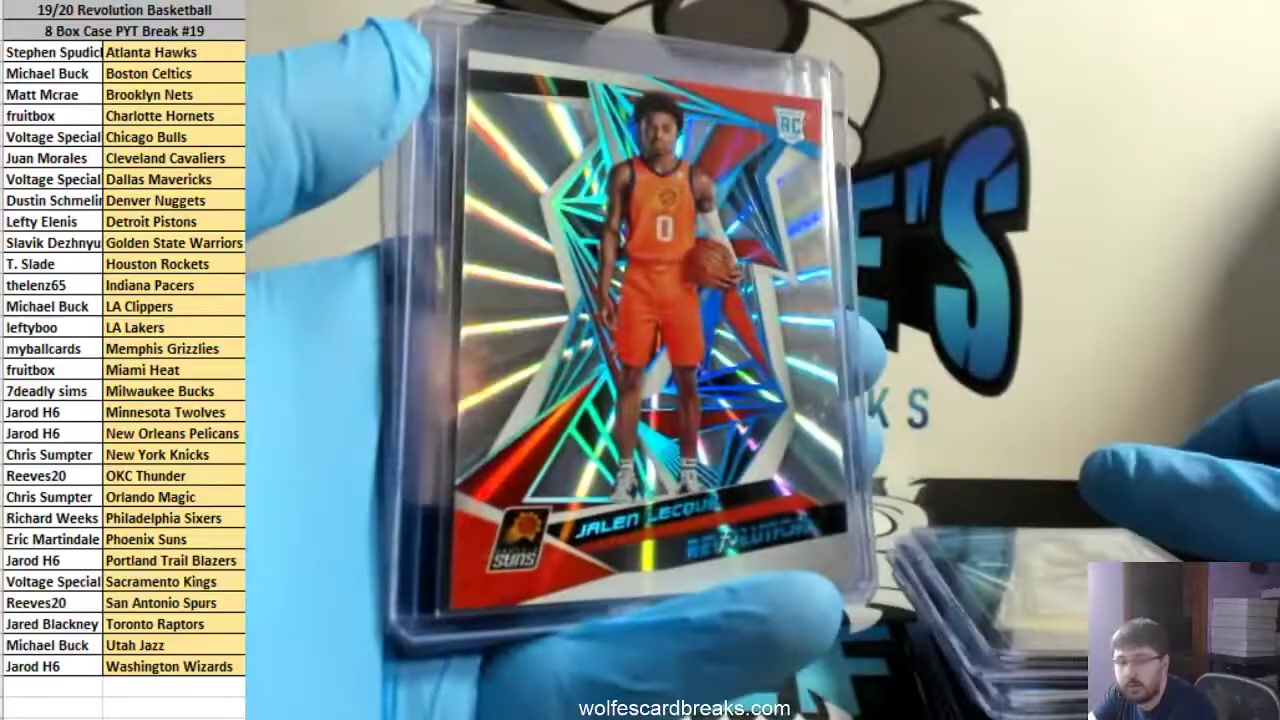 19/20 Revolution Basketball
8 Box Case PYT Break #19
Stephen Spudich Atlanta Hawks
Michael Buck Boston Celtics
Matt Mcrae Brooklyn Nets
fruitbox Charlotte Hornets
Voltage Special Chicago Bulls
Juan Morales Cleveland Cavaliers
Voltage Special Dallas Mavericks
Dustin Schmelin Denver Nuggets
Lefty Elenis Detroit Pistons
Slavik Dezhnyu Golden State Warriors
T. Slade Houston Rockets
thelenz65 Indiana Pacers
Michael Buck LA Clippers
leftyboo LA Lakers
myballcards Memphis Grizzlies
fruitbox Miami Heat
7deadly sims Milwaukee Bucks
Jarod H6 Minnesota Twolves
Jarod H6 New Orleans Pelicans
Chris Sumpter New York Knicks
Reeves20 OKC Thunder
Chris Sumpter Orlando Magic
Richard Weeks Philadelphia Sixers
Eric Martindale Phoenix Suns
Jarod H6 Portland Trail Blazers
Voltage Special Sacramento Kings
Reeves20 San Antonio Spurs
Jared Blackney Toronto Raptors
Michael Buck Utah Jazz
Jarod H6 Washington Wizards
RC
0
JALEN LECQUE
REVOLUTION
SUNS
E'S
KS
wolfescardbreaks.com